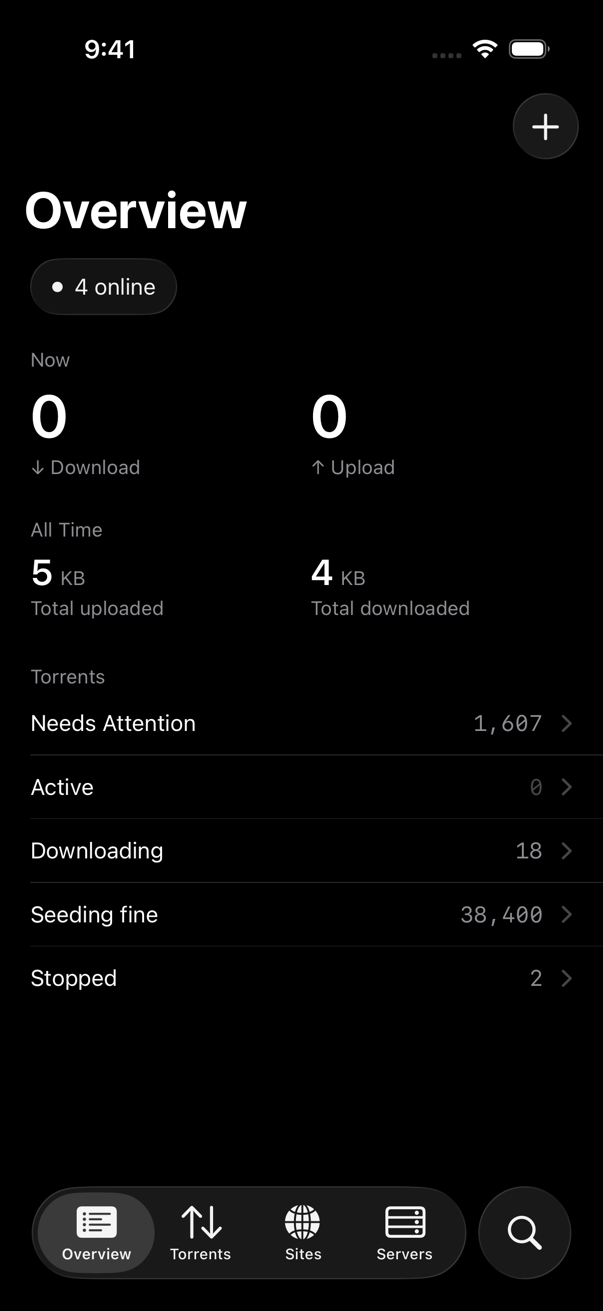 9:41
Overview
4 online
Now
0 0
↓ Download ↑ Upload
All Time
5 KB 4 KB
Total uploaded Total downloaded
Torrents
Needs Attention 1,607
Active 0
Downloading 18
Seeding fine 38,400
Stopped 2
Overview Torrents Sites Servers